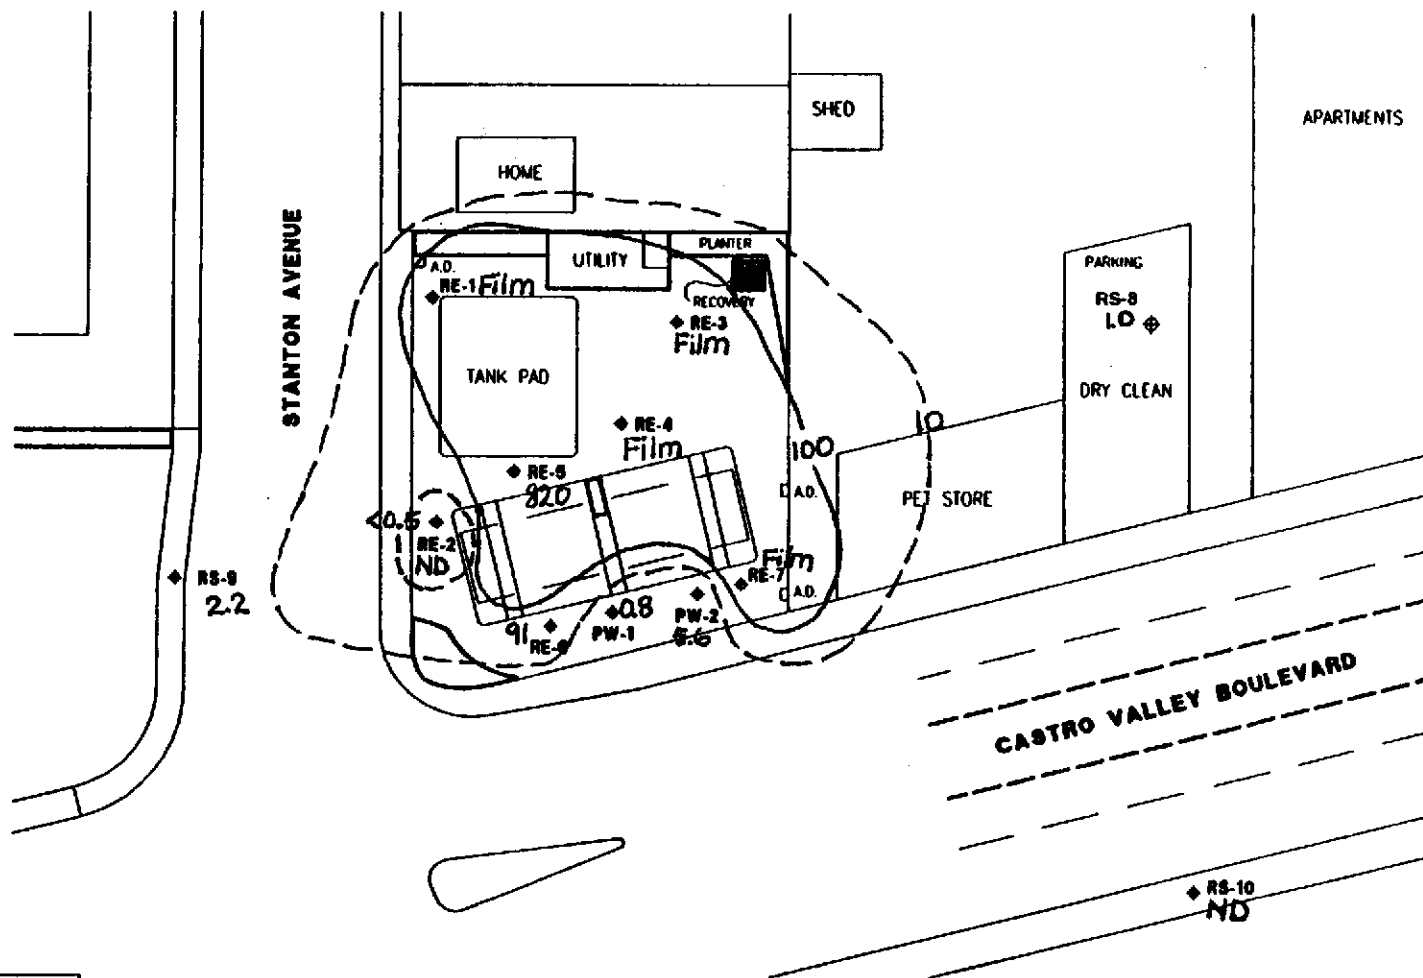 SHED
APARTMENTS
HOME
STANTON AVENUE
PLANTER
UTILITY
A.D.
RE-1 Film
RECOVERY
RE-3
Film
PARKING
RS-8
1.0
TANK PAD
DRY CLEAN
RE-4
Film
10
100
RE-5
820
A.D.
PET STORE
<0.5
RE-2
ND
Film
RE-7
A.D.
RS-9
2.2
91
RE-6
0.8
PW-1
PW-2
5.6
CASTRO VALLEY BOULEVARD
RS-10
ND